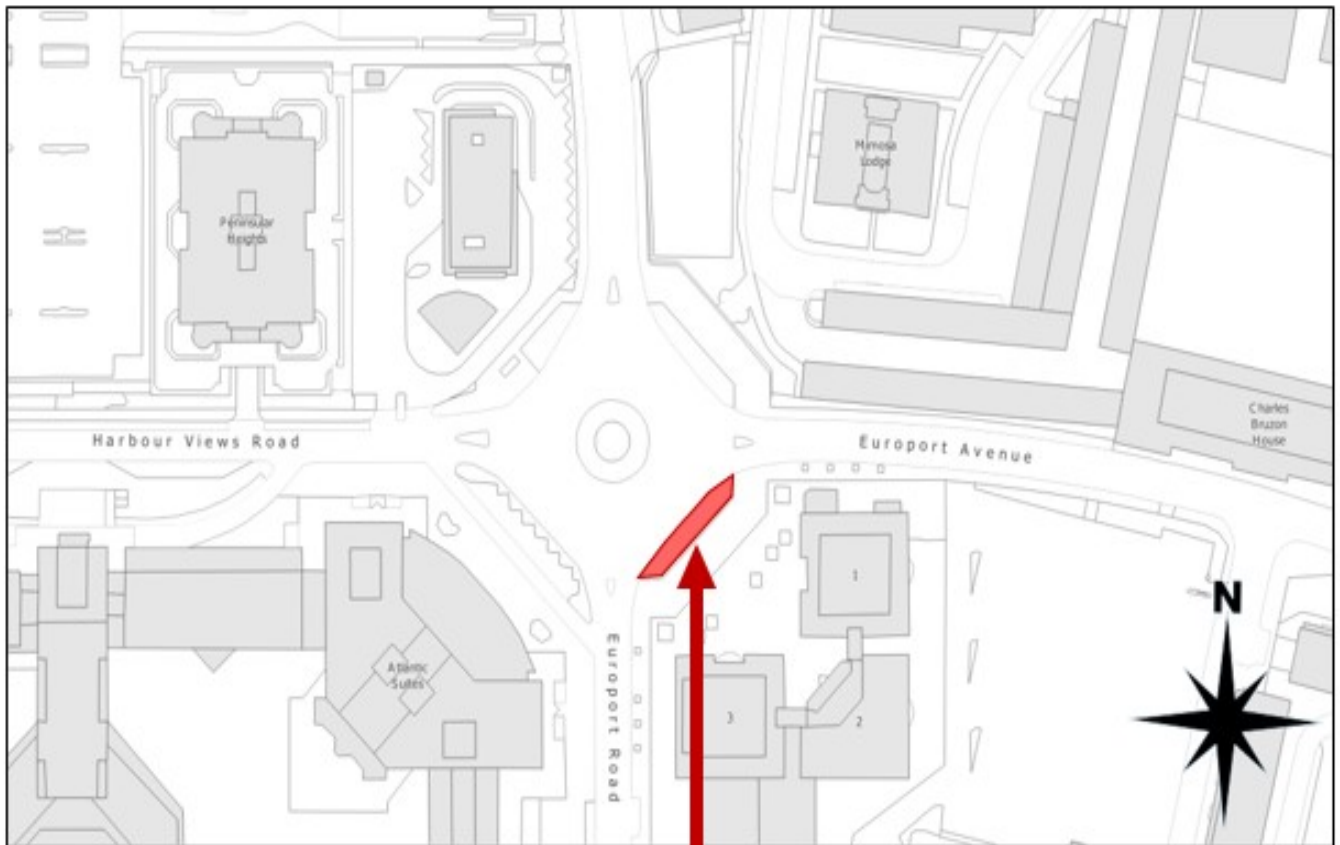 Mimosa
Lodge
Peninsular
Heights
Charles
Bruzon
House
Harbour Views Road
Europort Avenue
1
N
Atlantic
Suites
Europort Road
3
2